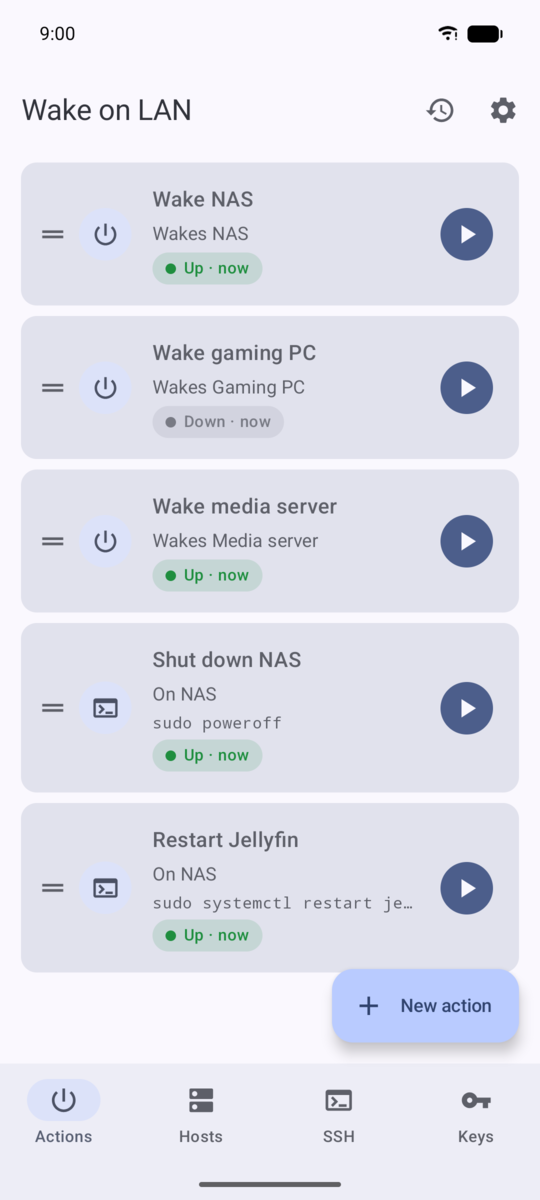 9:00
Wake on LAN
Wake NAS
Wakes NAS
Up · now
Wake gaming PC
Wakes Gaming PC
Down · now
Wake media server
Wakes Media server
Up · now
Shut down NAS
On NAS
sudo poweroff
Up · now
Restart Jellyfin
On NAS
sudo systemctl restart je…
Up · now
New action
Actions
Hosts
SSH
Keys